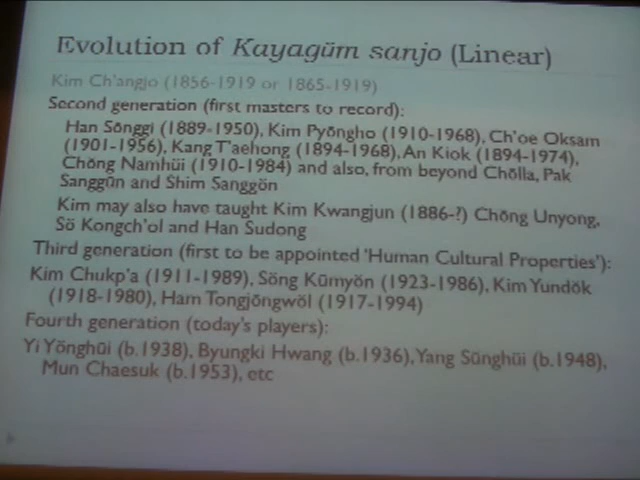 Evolution of Kayagŭm sanjo (Linear)
Kim Ch'angjo (1856-1919 or 1865-1919)
Second generation (first masters to record):
Han Sŏnggi (1889-1950), Kim Pyŏngho (1910-1968), Ch'oe Oksam
(1901-1956), Kang T'aehong (1894-1968), An Kiok (1894-1974),
Chŏng Namhŭi (1910-1984) and also, from beyond Chŏlla, Pak
Sanggŭn and Shim Sanggŏn
Kim may also have taught Kim Kwangjun (1886-?) Chŏng Unyong,
Sŏ Kongch'ol and Han Sudong
Third generation (first to be appointed 'Human Cultural Properties'):
Kim Chukp'a (1911-1989), Sŏng Kŭmyŏn (1923-1986), Kim Yundŏk
(1918-1980), Ham Tongjŏngwŏl (1917-1994)
Fourth generation (today's players):
Yi Yŏnghŭi (b.1938), Byungki Hwang (b.1936), Yang Sŭnghŭi (b.1948),
Mun Chaesuk (b.1953), etc